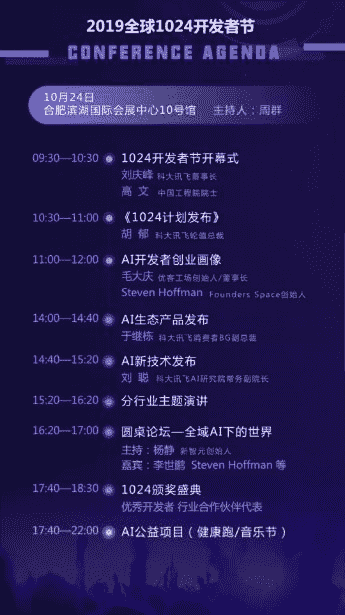 2019全球1024开发者节
CONFERENCE AGENDA
10月24日
合肥滨湖国际会展中心10号馆 主持人：周群
09:30—10:30 1024开发者节开幕式
刘庆峰 科大讯飞董事长
高 文 中国工程院院士
10:30—11:00 《1024计划发布》
胡 郁 科大讯飞轮值总裁
11:00—12:00 AI开发者创业画像
毛大庆 优客工场创始人/董事长
Steven Hoffman Founders Space创始人
14:00—14:40 AI生态产品发布
于继栋 科大讯飞消费者BG副总裁
14:40—15:20 AI新技术发布
刘 聪 科大讯飞AI研究院常务副院长
15:20—16:20 分行业主题演讲
16:20—17:00 圆桌论坛—全域AI下的世界
主持：杨静 新智元创始人
嘉宾：李世鹏 Steven Hoffman 等
17:40—18:30 1024颁奖盛典
优秀开发者 行业合作伙伴代表
17:40—22:00 AI公益项目（健康跑/音乐节）